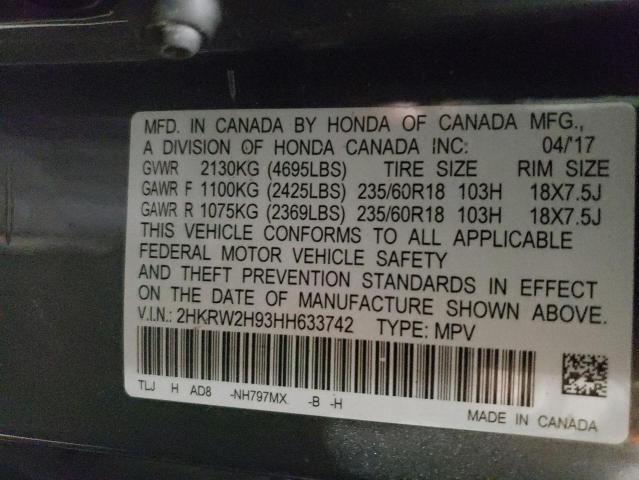 MFD. IN CANADA BY HONDA OF CANADA MFG.,
A DIVISION OF HONDA CANADA INC: 04/'17
GVWR 2130KG (4695LBS) TIRE SIZE RIM SIZE
GAWR F 1100KG (2425LBS) 235/60R18 103H 18X7.5J
GAWR R 1075KG (2369LBS) 235/60R18 103H 18X7.5J
THIS VEHICLE CONFORMS TO ALL APPLICABLE
FEDERAL MOTOR VEHICLE SAFETY
AND THEFT PREVENTION STANDARDS IN EFFECT
ON THE DATE OF MANUFACTURE SHOWN ABOVE.
V.I.N.: 2HKRW2H93HH633742 TYPE: MPV
TLJ H AD8 -NH797MX -B -H P
MADE IN CANADA